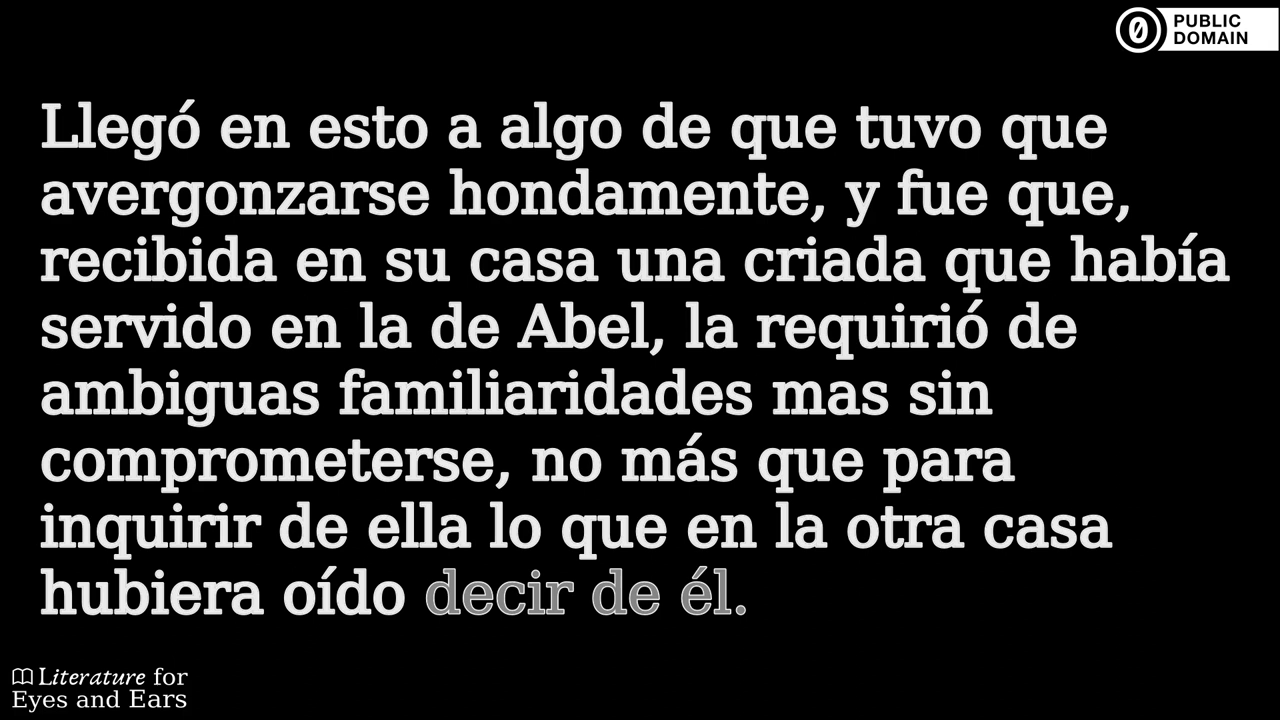 PUBLIC
DOMAIN
Llegó en esto a algo de que tuvo que
avergonzarse hondamente, y fue que,
recibida en su casa una criada que había
servido en la de Abel, la requirió de
ambiguas familiaridades mas sin
comprometerse, no más que para
inquirir de ella lo que en la otra casa
hubiera oído decir de él.
Literature for
Eyes and Ears